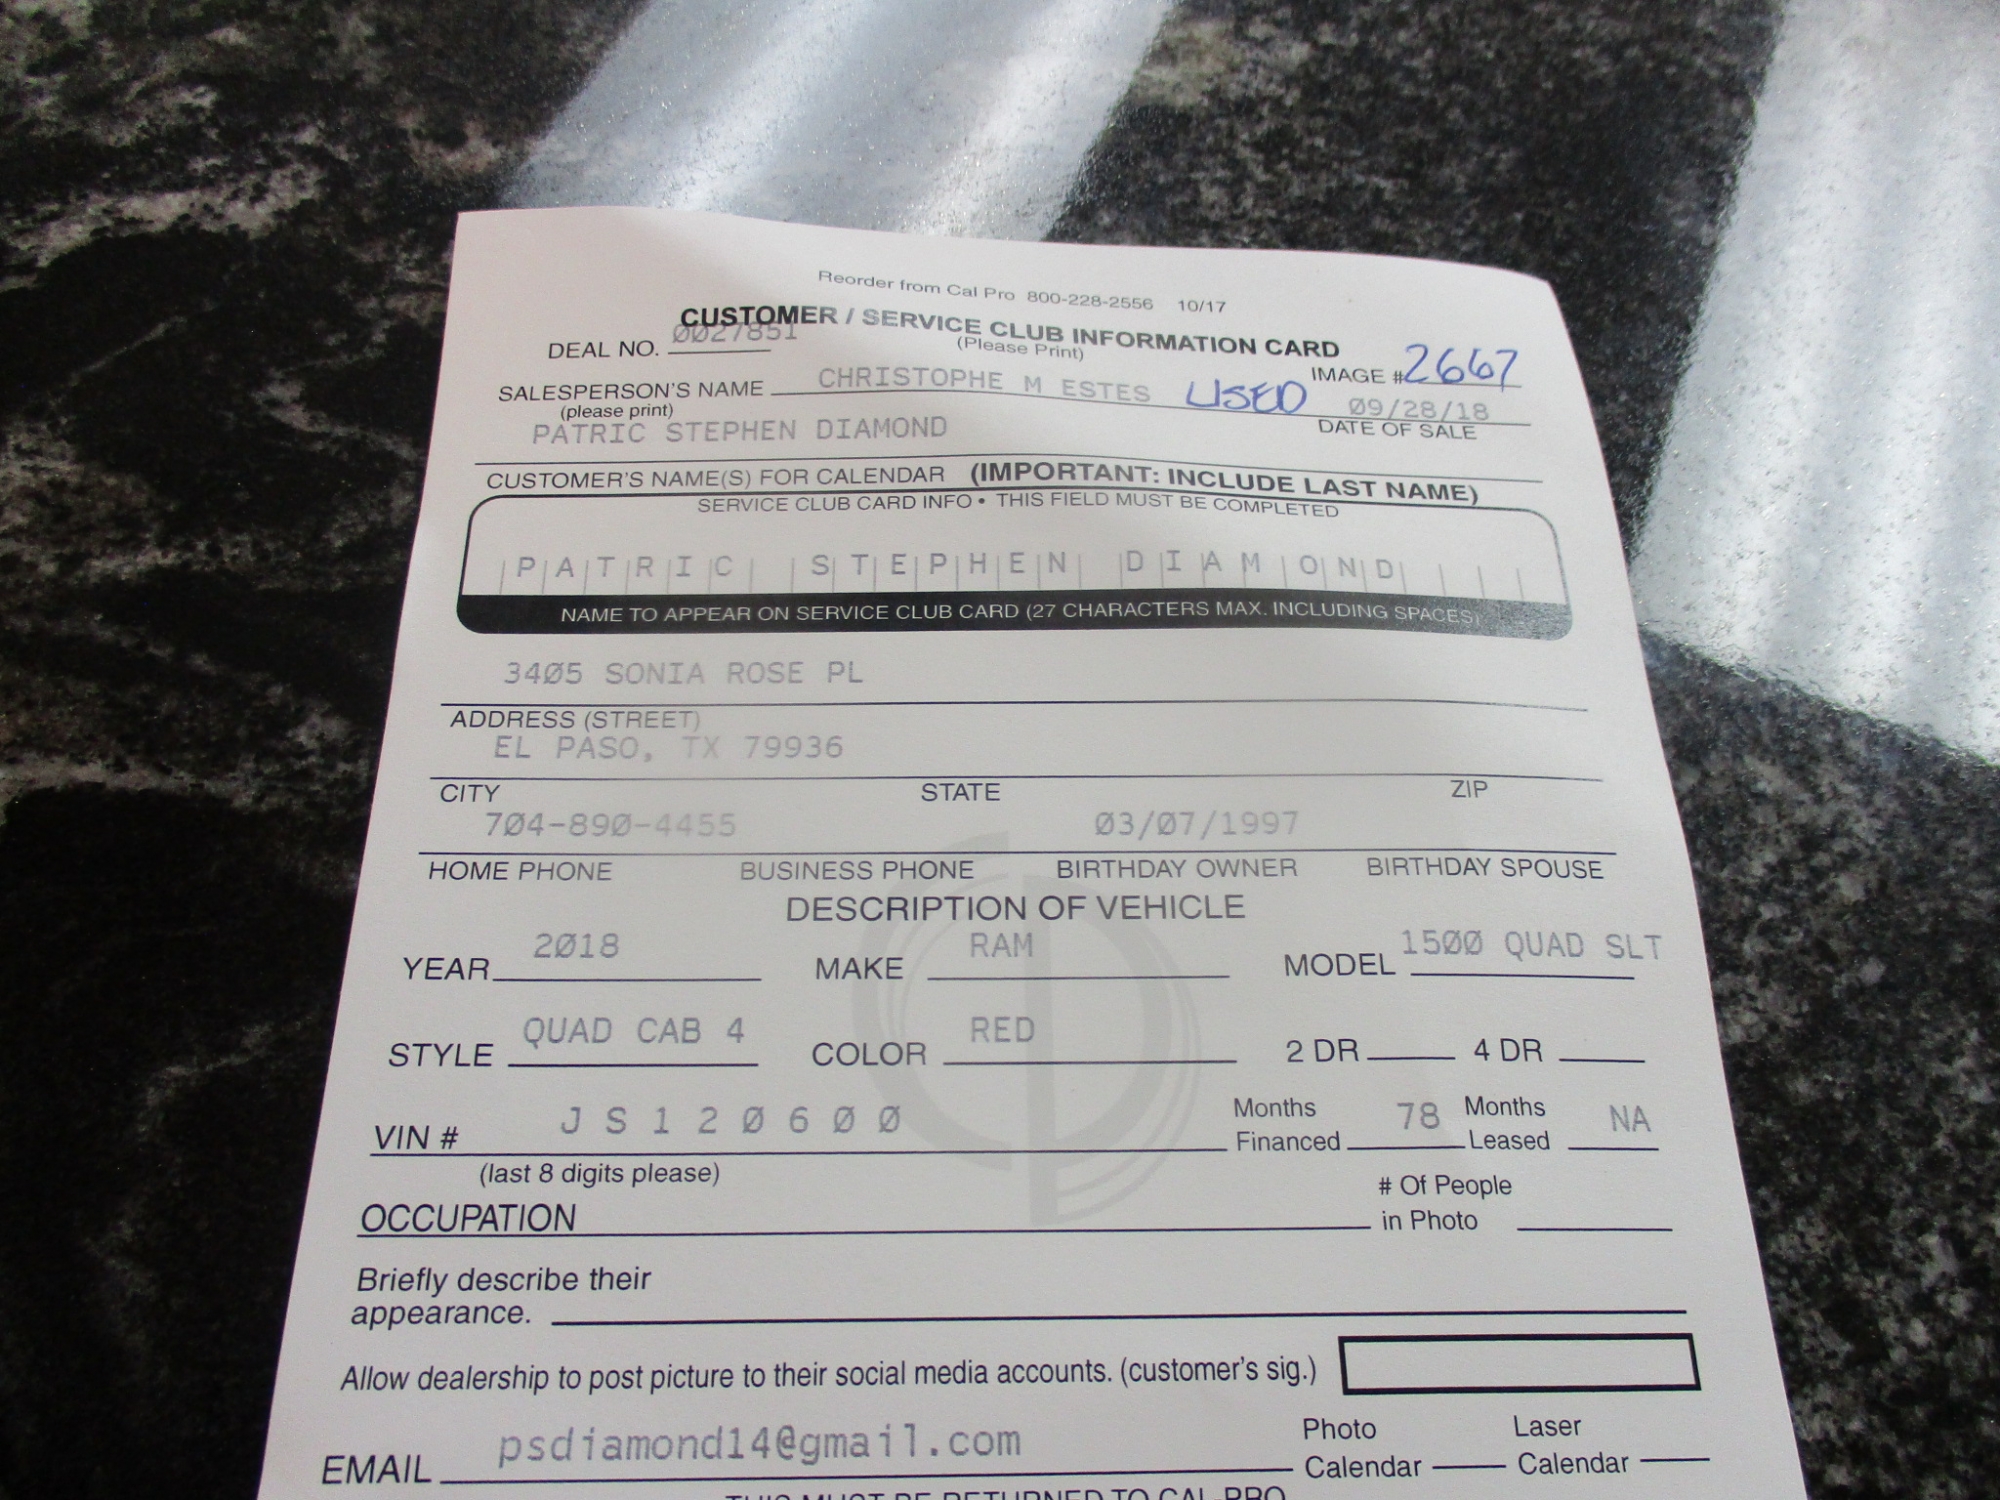 Reorder from Cal Pro 800-228-2556 10/17
CUSTOMER / SERVICE CLUB INFORMATION CARD
(Please Print)
DEAL NO. 0027851
IMAGE # 2667
SALESPERSON'S NAME CHRISTOPHE M ESTES USED 09/28/18
(please print)
DATE OF SALE
PATRIC STEPHEN DIAMOND
CUSTOMER'S NAME(S) FOR CALENDAR (IMPORTANT: INCLUDE LAST NAME)
SERVICE CLUB CARD INFO • THIS FIELD MUST BE COMPLETED
PATRIC STEPHEN DIAMOND
NAME TO APPEAR ON SERVICE CLUB CARD (27 CHARACTERS MAX. INCLUDING SPACES)
3405 SONIA ROSE PL
ADDRESS (STREET)
EL PASO, TX 79936
CITY STATE ZIP
704-890-4455 03/07/1997
HOME PHONE BUSINESS PHONE BIRTHDAY OWNER BIRTHDAY SPOUSE
DESCRIPTION OF VEHICLE
YEAR 2018 MAKE RAM MODEL 1500 QUAD SLT
STYLE QUAD CAB 4 COLOR RED 2 DR 4 DR
VIN # JS120600 Months Financed 78 Months Leased NA
(last 8 digits please)
OCCUPATION # Of People in Photo
Briefly describe their
appearance.
Allow dealership to post picture to their social media accounts. (customer's sig.)
EMAIL psdiamond14@gmail.com Photo Calendar Laser Calendar
THIS MUST BE RETURNED TO CAL-PRO